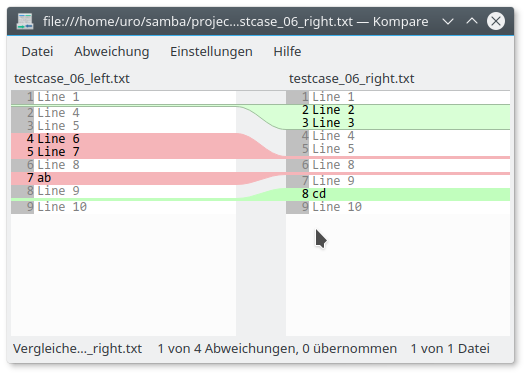 file:///home/uro/samba/projec...stcase_06_right.txt — Kompare
Datei Abweichung Einstellungen Hilfe
testcase_06_left.txt
1 Line 1
2 Line 4
3 Line 5
4 Line 6
5 Line 7
6 Line 8
7 ab
8 Line 9
9 Line 10
testcase_06_right.txt
1 Line 1
2 Line 2
3 Line 3
4 Line 4
5 Line 5
6 Line 8
7 Line 9
8 cd
9 Line 10
Vergleiche..._right.txt 1 von 4 Abweichungen, 0 übernommen 1 von 1 Datei